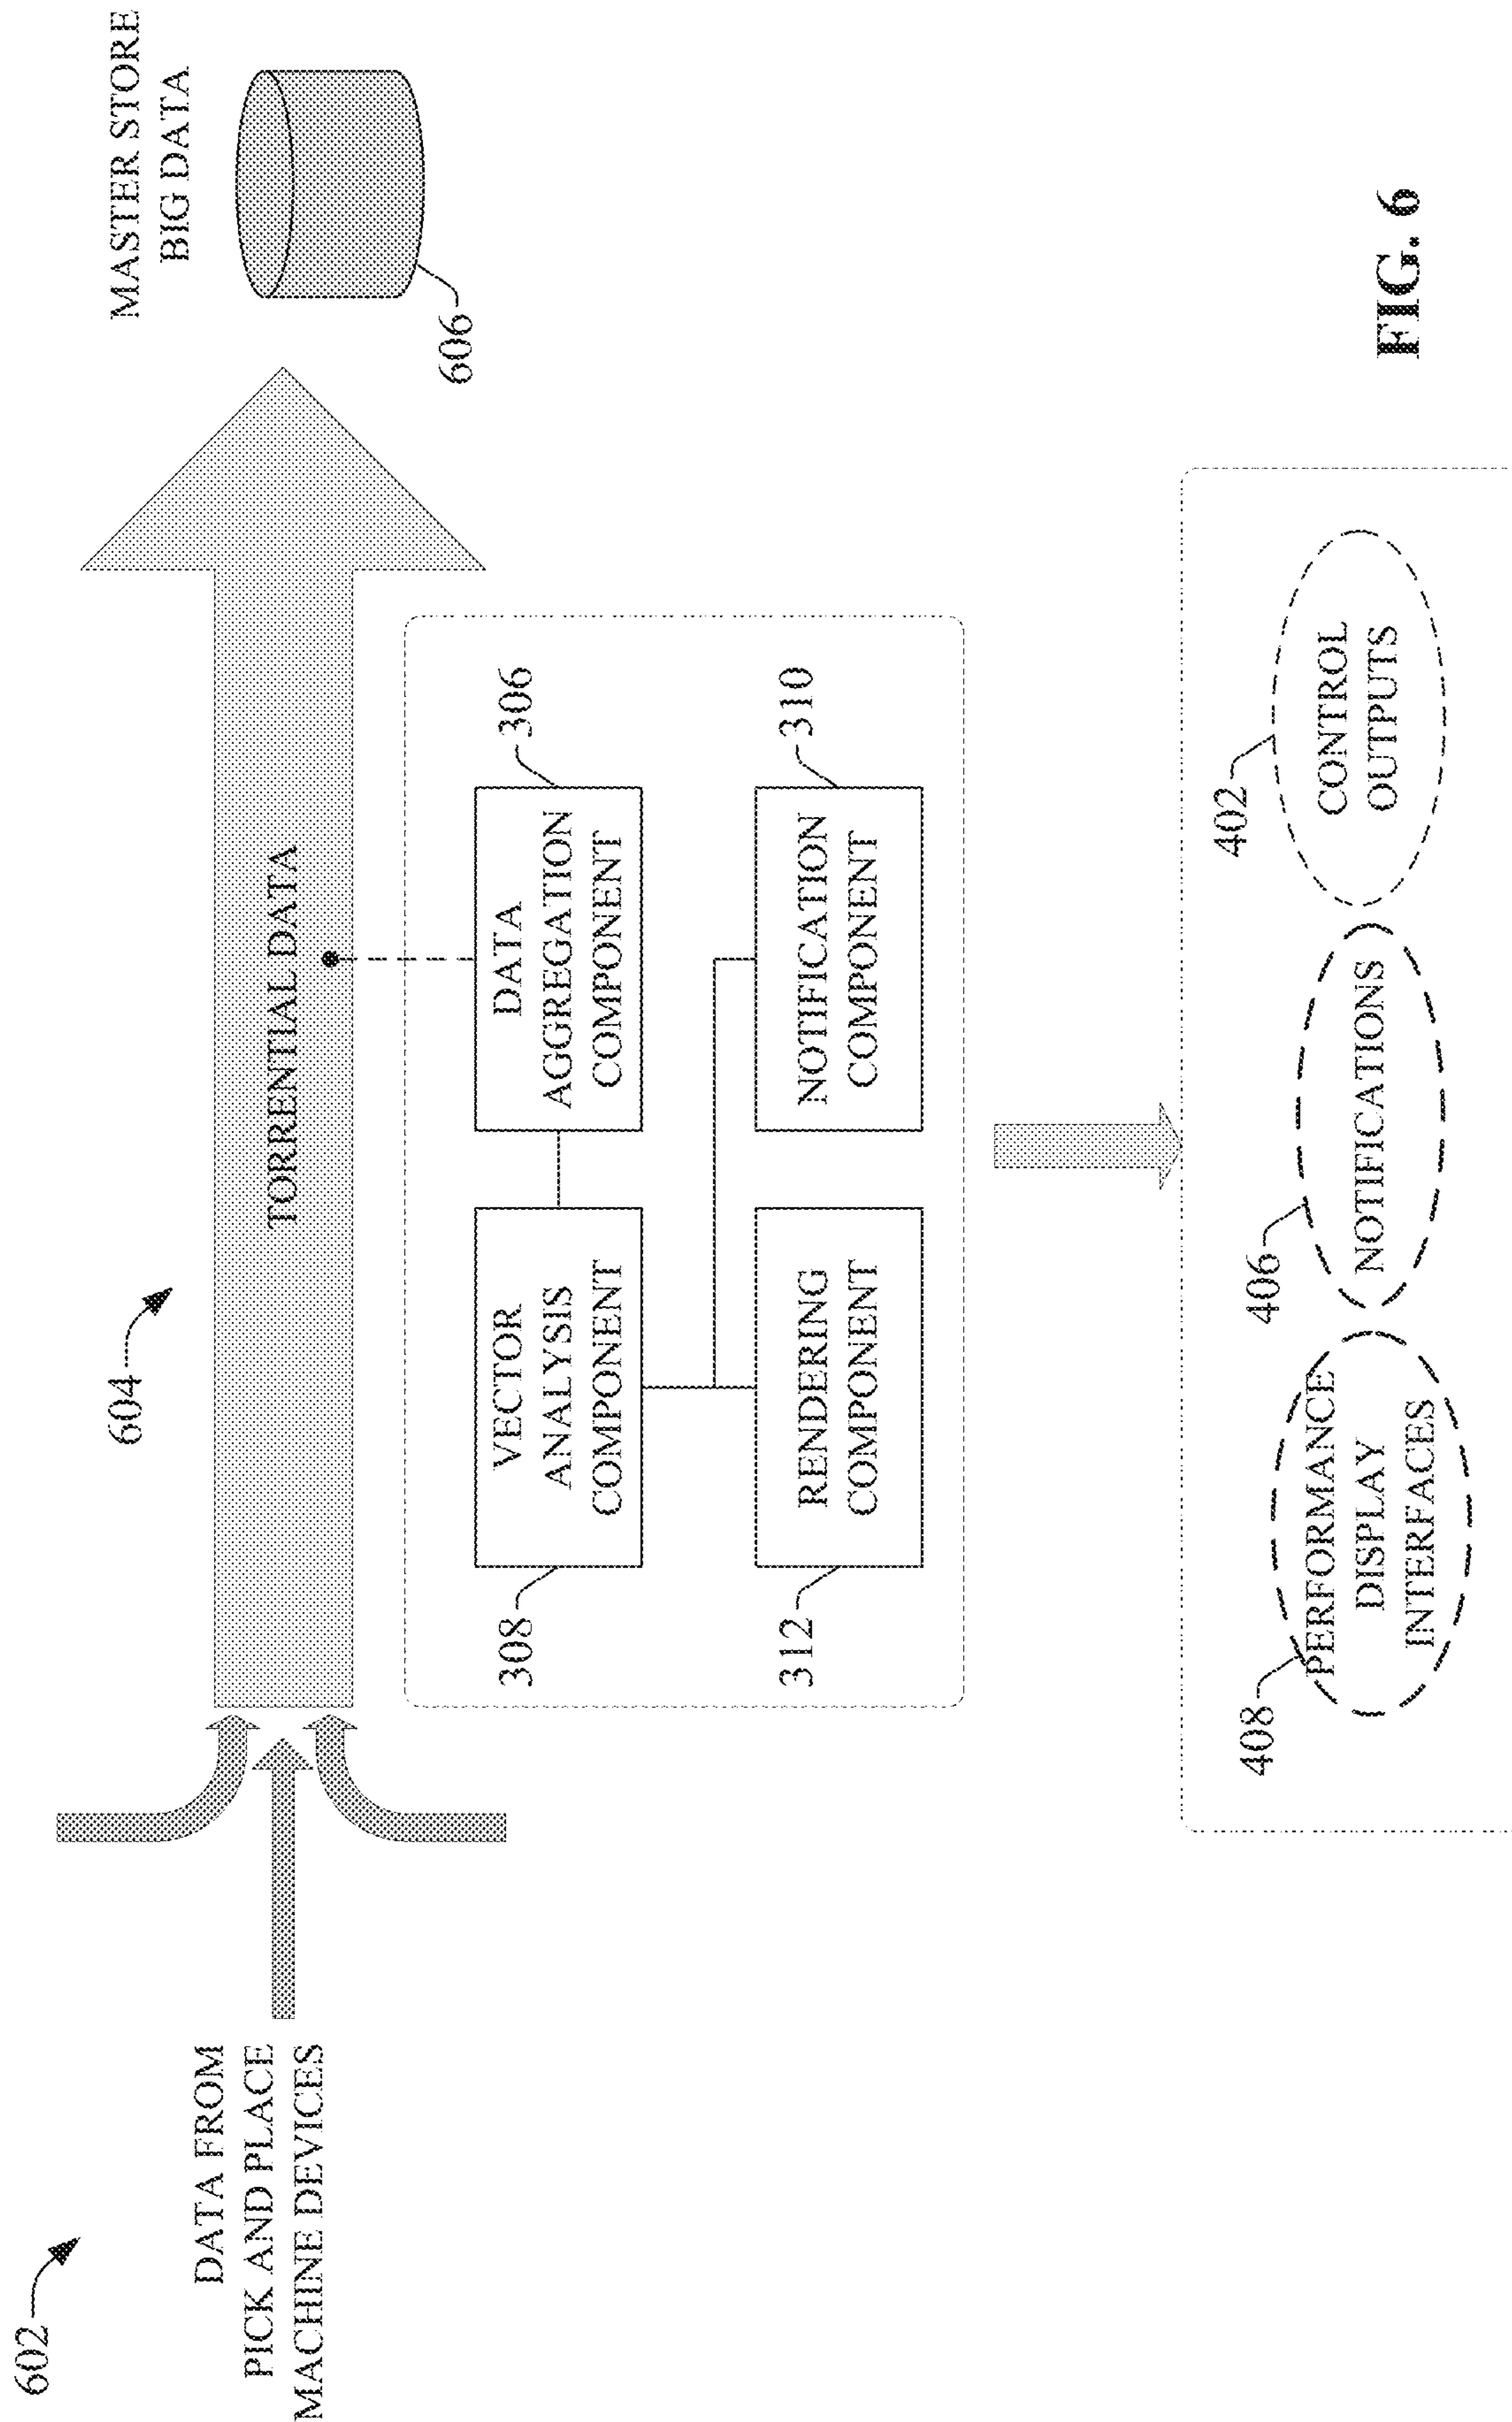 602
DATA FROM
PICK AND PLACE
MACHINE DEVICES
604
TORRENTIAL DATA
MASTER STORE
BIG DATA
606
308
VECTOR
ANALYSIS
COMPONENT
DATA
AGGREGATION
COMPONENT
306
312
RENDERING
COMPONENT
NOTIFICATION
COMPONENT
310
408
PERFORMANCE
DISPLAY
INTERFACES
406
NOTIFICATIONS
402
CONTROL
OUTPUTS
FIG. 6